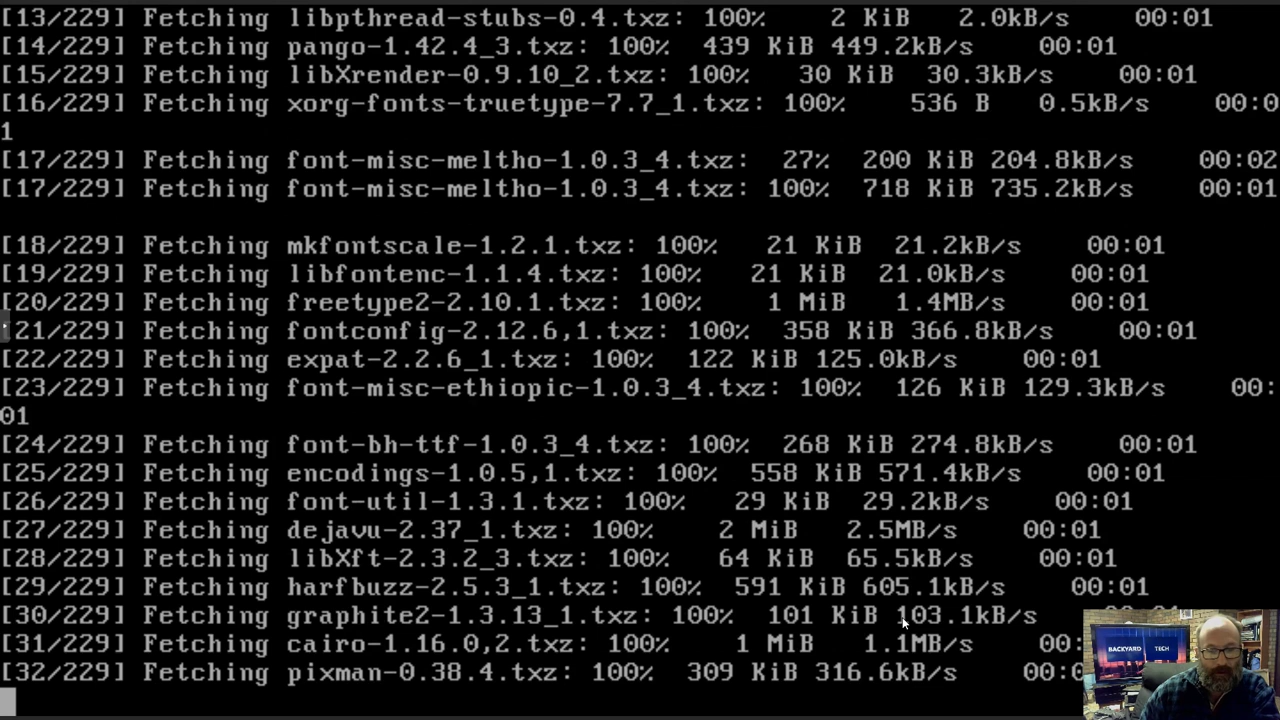 [13/229] Fetching libpthread-stubs-0.4.txz: 100%    2 KiB   2.0kB/s    00:01
[14/229] Fetching pango-1.42.4_3.txz: 100%  439 KiB 449.2kB/s    00:01
[15/229] Fetching libXrender-0.9.10_2.txz: 100%   30 KiB  30.3kB/s    00:01
[16/229] Fetching xorg-fonts-truetype-7.7_1.txz: 100%    536 B   0.5kB/s    00:0
1
[17/229] Fetching font-misc-meltho-1.0.3_4.txz:  27%  200 KiB 204.8kB/s    00:02
[17/229] Fetching font-misc-meltho-1.0.3_4.txz: 100%  718 KiB 735.2kB/s    00:01
[18/229] Fetching mkfontscale-1.2.1.txz: 100%   21 KiB  21.2kB/s    00:01
[19/229] Fetching libfontenc-1.1.4.txz: 100%   21 KiB  21.0kB/s    00:01
[20/229] Fetching freetype2-2.10.1.txz: 100%    1 MiB   1.4MB/s    00:01
[21/229] Fetching fontconfig-2.12.6,1.txz: 100%  358 KiB 366.8kB/s    00:01
[22/229] Fetching expat-2.2.6_1.txz: 100%  122 KiB 125.0kB/s    00:01
[23/229] Fetching font-misc-ethiopic-1.0.3_4.txz: 100%  126 KiB 129.3kB/s    00:
01
[24/229] Fetching font-bh-ttf-1.0.3_4.txz: 100%  268 KiB 274.8kB/s    00:01
[25/229] Fetching encodings-1.0.5,1.txz: 100%  558 KiB 571.4kB/s    00:01
[26/229] Fetching font-util-1.3.1.txz: 100%   29 KiB  29.2kB/s    00:01
[27/229] Fetching dejavu-2.37_1.txz: 100%    2 MiB   2.5MB/s    00:01
[28/229] Fetching libXft-2.3.2_3.txz: 100%   64 KiB  65.5kB/s    00:01
[29/229] Fetching harfbuzz-2.5.3_1.txz: 100%  591 KiB 605.1kB/s    00:01
[30/229] Fetching graphite2-1.3.13_1.txz: 100%  101 KiB 103.1kB/s
[31/229] Fetching cairo-1.16.0,2.txz: 100%    1 MiB   1.1MB/s    00:
[32/229] Fetching pixman-0.38.4.txz: 100%  309 KiB 316.6kB/s    00:0
BACKYARD TECH